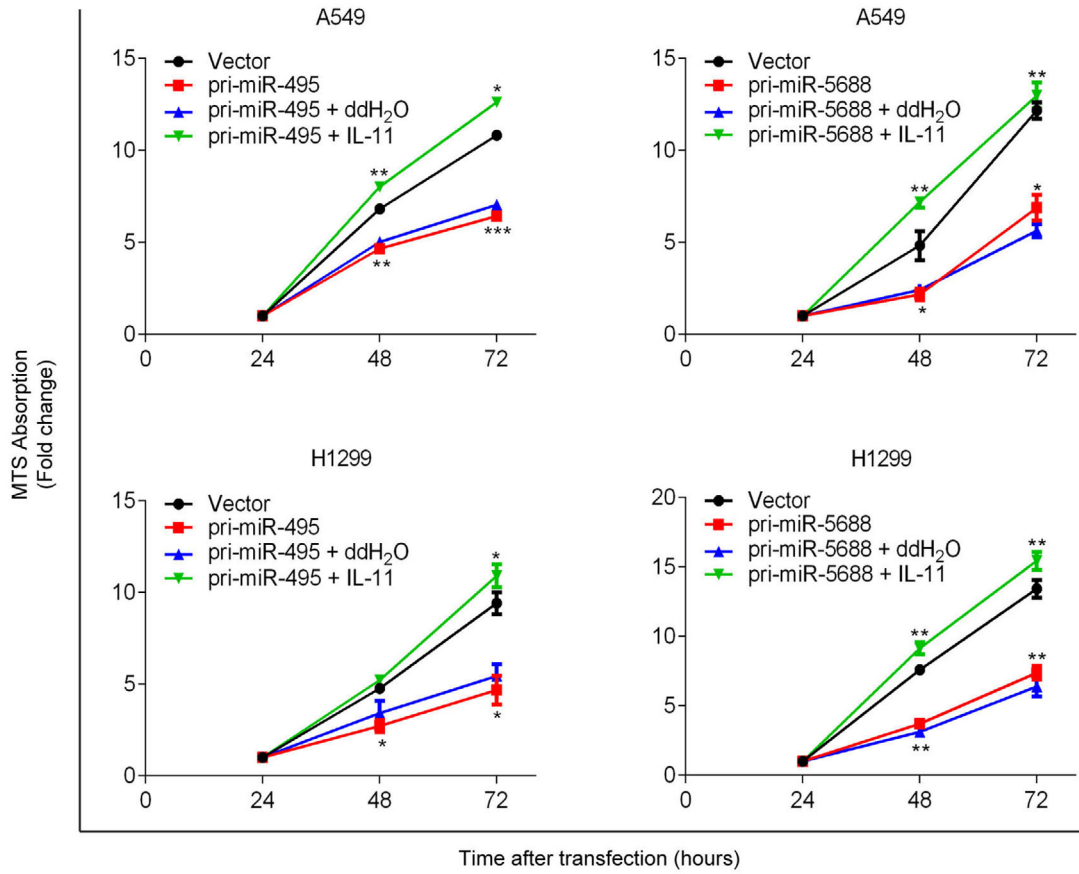 A549
15
10
5
0
Vector
pri-miR-495
pri-miR-495 + ddH₂O
pri-miR-495 + IL-11
**
*
**
***
0 24 48 72
A549
15
10
5
0
Vector
pri-miR-5688
pri-miR-5688 + ddH₂O
pri-miR-5688 + IL-11
**
**
*
*
0 24 48 72
MTS Absorption
(Fold change)
H1299
15
10
5
0
Vector
pri-miR-495
pri-miR-495 + ddH₂O
pri-miR-495 + IL-11
*
*
*
0 24 48 72
H1299
20
15
10
5
0
Vector
pri-miR-5688
pri-miR-5688 + ddH₂O
pri-miR-5688 + IL-11
**
**
**
**
0 24 48 72
Time after transfection (hours)